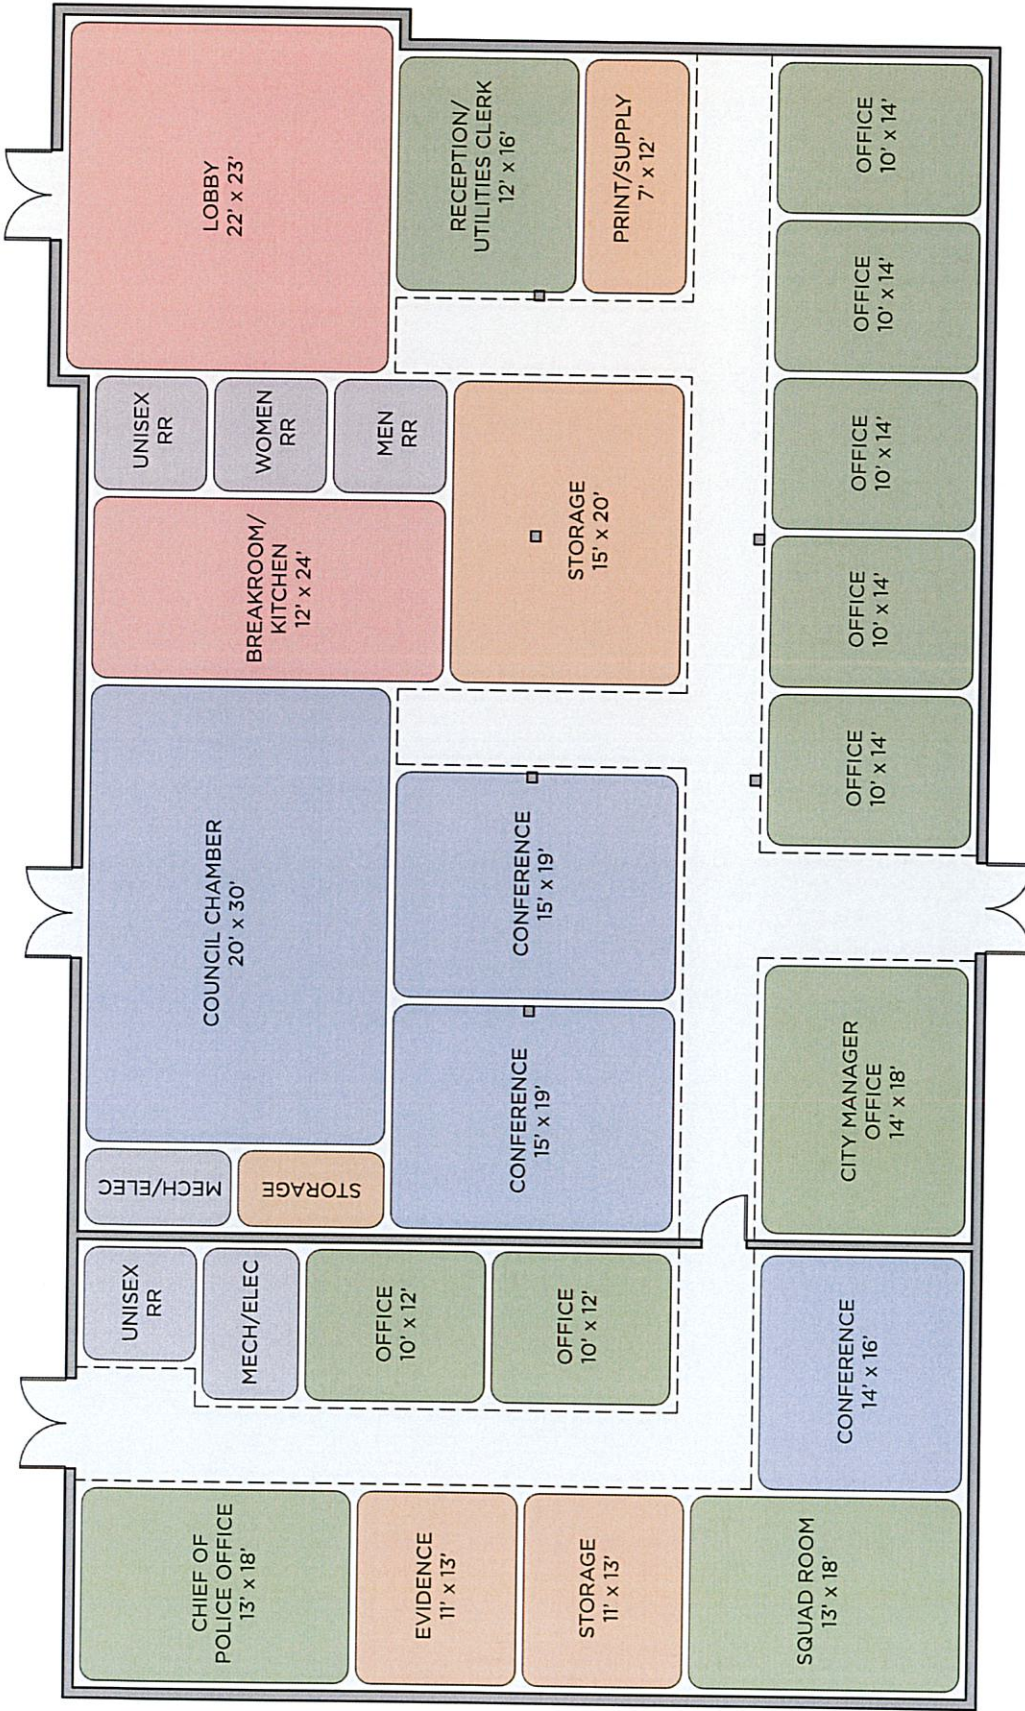 CHIEF OF
POLICE OFFICE
13' x 18'
UNISEX
RR
MECH/ELEC
COUNCIL CHAMBER
20' x 30'
BREAKROOM/
KITCHEN
12' x 24'
UNISEX
RR
WOMEN
RR
MEN
RR
LOBBY
22' x 23'
MECH/ELEC
STORAGE
EVIDENCE
11' x 13'
OFFICE
10' x 12'
OFFICE
10' x 12'
CONFERENCE
15' x 19'
CONFERENCE
15' x 19'
STORAGE
15' x 20'
RECEPTION/
UTILITIES CLERK
12' x 16'
PRINT/SUPPLY
7' x 12'
STORAGE
11' x 13'
SQUAD ROOM
13' x 18'
CONFERENCE
14' x 16'
CITY MANAGER
OFFICE
14' x 18'
OFFICE
10' x 14'
OFFICE
10' x 14'
OFFICE
10' x 14'
OFFICE
10' x 14'
OFFICE
10' x 14'